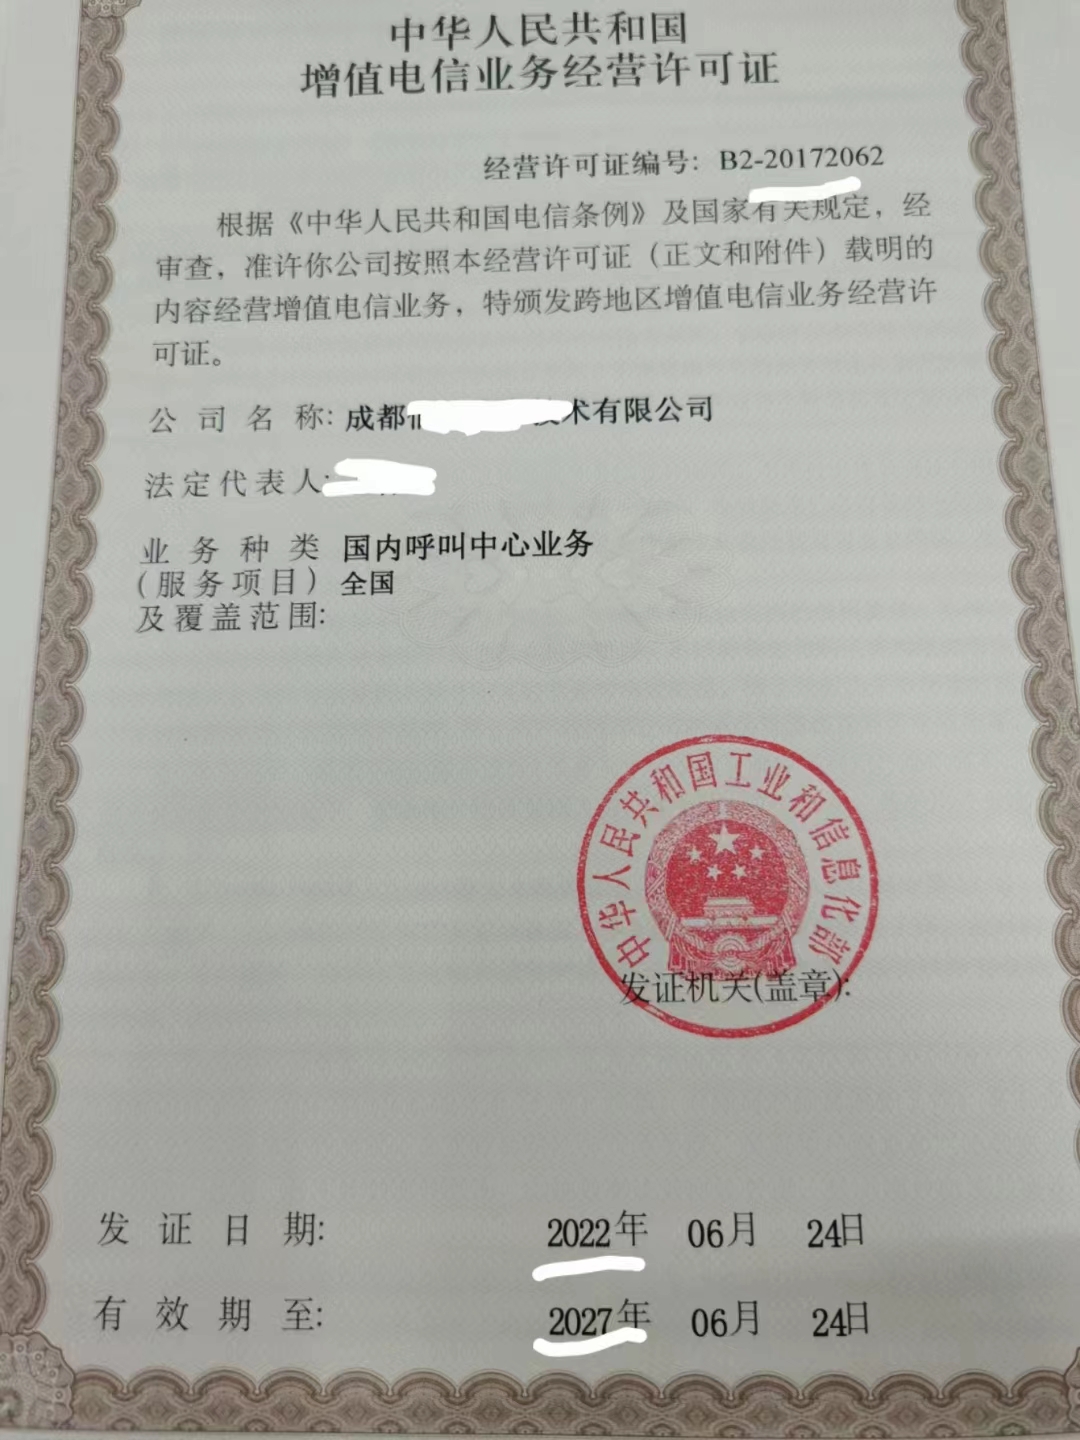 中华人民共和国
增值电信业务经营许可证
经营许可证编号: B2-20172062
根据《中华人民共和国电信条例》及国家有关规定，经
审查，准许你公司按照本经营许可证（正文和附件）载明的
内容经营增值电信业务，特颁发跨地区增值电信业务经营许
可证。
公司名称: 成都 术有限公司
法定代表人:
业务种类 国内呼叫中心业务
（服务项目） 全国
及覆盖范围:
中华人民共和国工业和信息化部
发证机关(盖章):
发证日期: 2022年 06月 24日
有效期至: 2027年 06月 24日